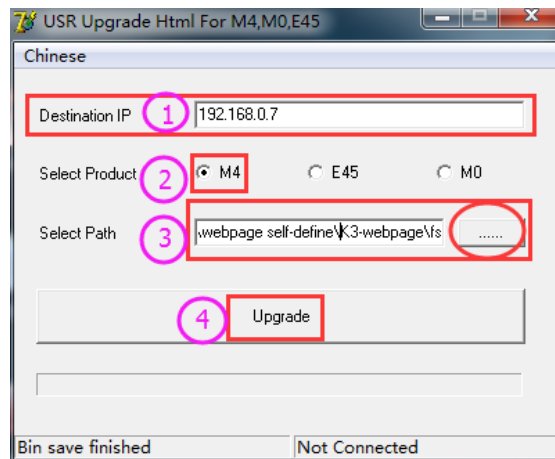 USR Upgrade Html For M4,M0,E45
Chinese
Destination IP 1 192.168.0.7
Select Product 2 M4 E45 M0
Select Path 3 .webpage self-define\K3-webpage\fs ......
4 Upgrade
Bin save finished Not Connected